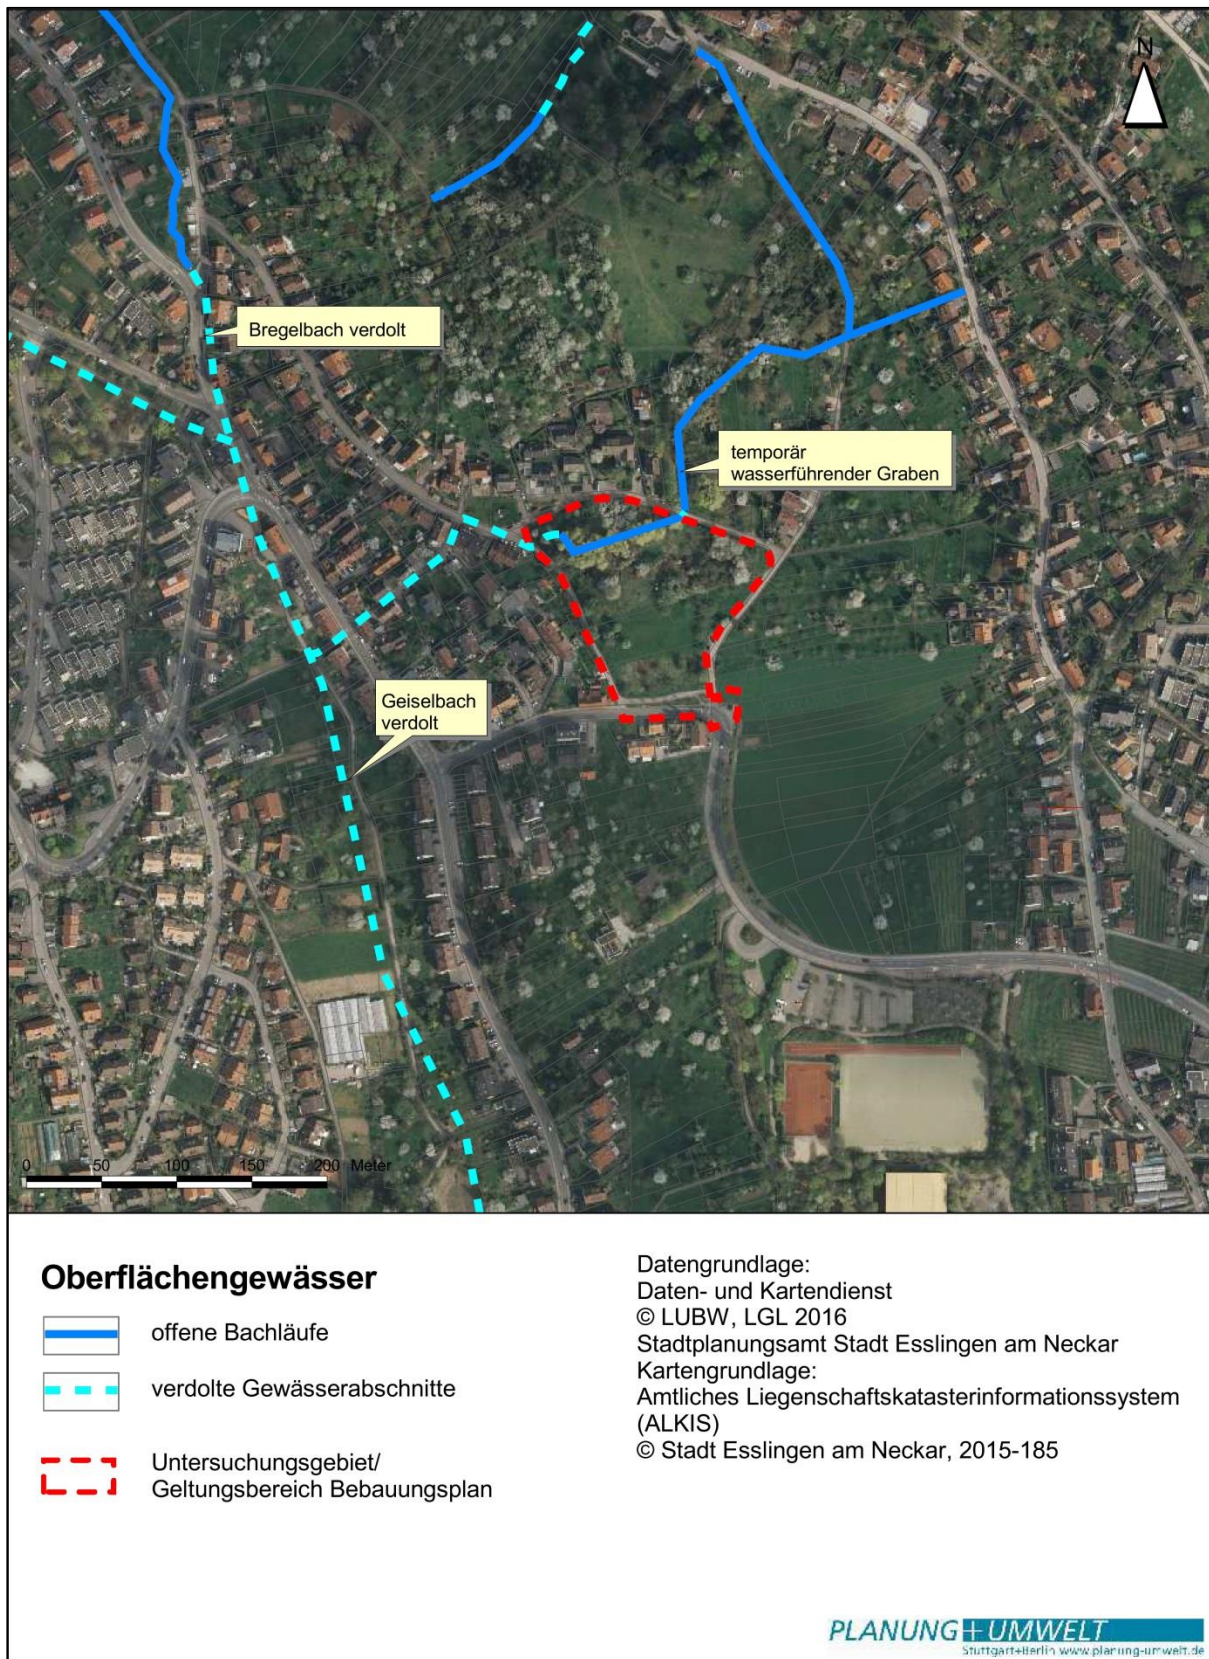 N
Bregelbach verdolt
temporär
wasserführender Graben
Geiselbach
verdolt
0 50 100 150 200 Meter
Oberflächengewässer
offene Bachläufe
verdolte Gewässerabschnitte
Untersuchungsgebiet/
Geltungsbereich Bebauungsplan
Datengrundlage:
Daten- und Kartendienst
© LUBW, LGL 2016
Stadtplanungsamt Stadt Esslingen am Neckar
Kartengrundlage:
Amtliches Liegenschaftskatasterinformationssystem
(ALKIS)
© Stadt Esslingen am Neckar, 2015-185
PLANUNG+UMWELT
Stuttgart+Berlin www.planung-umwelt.de